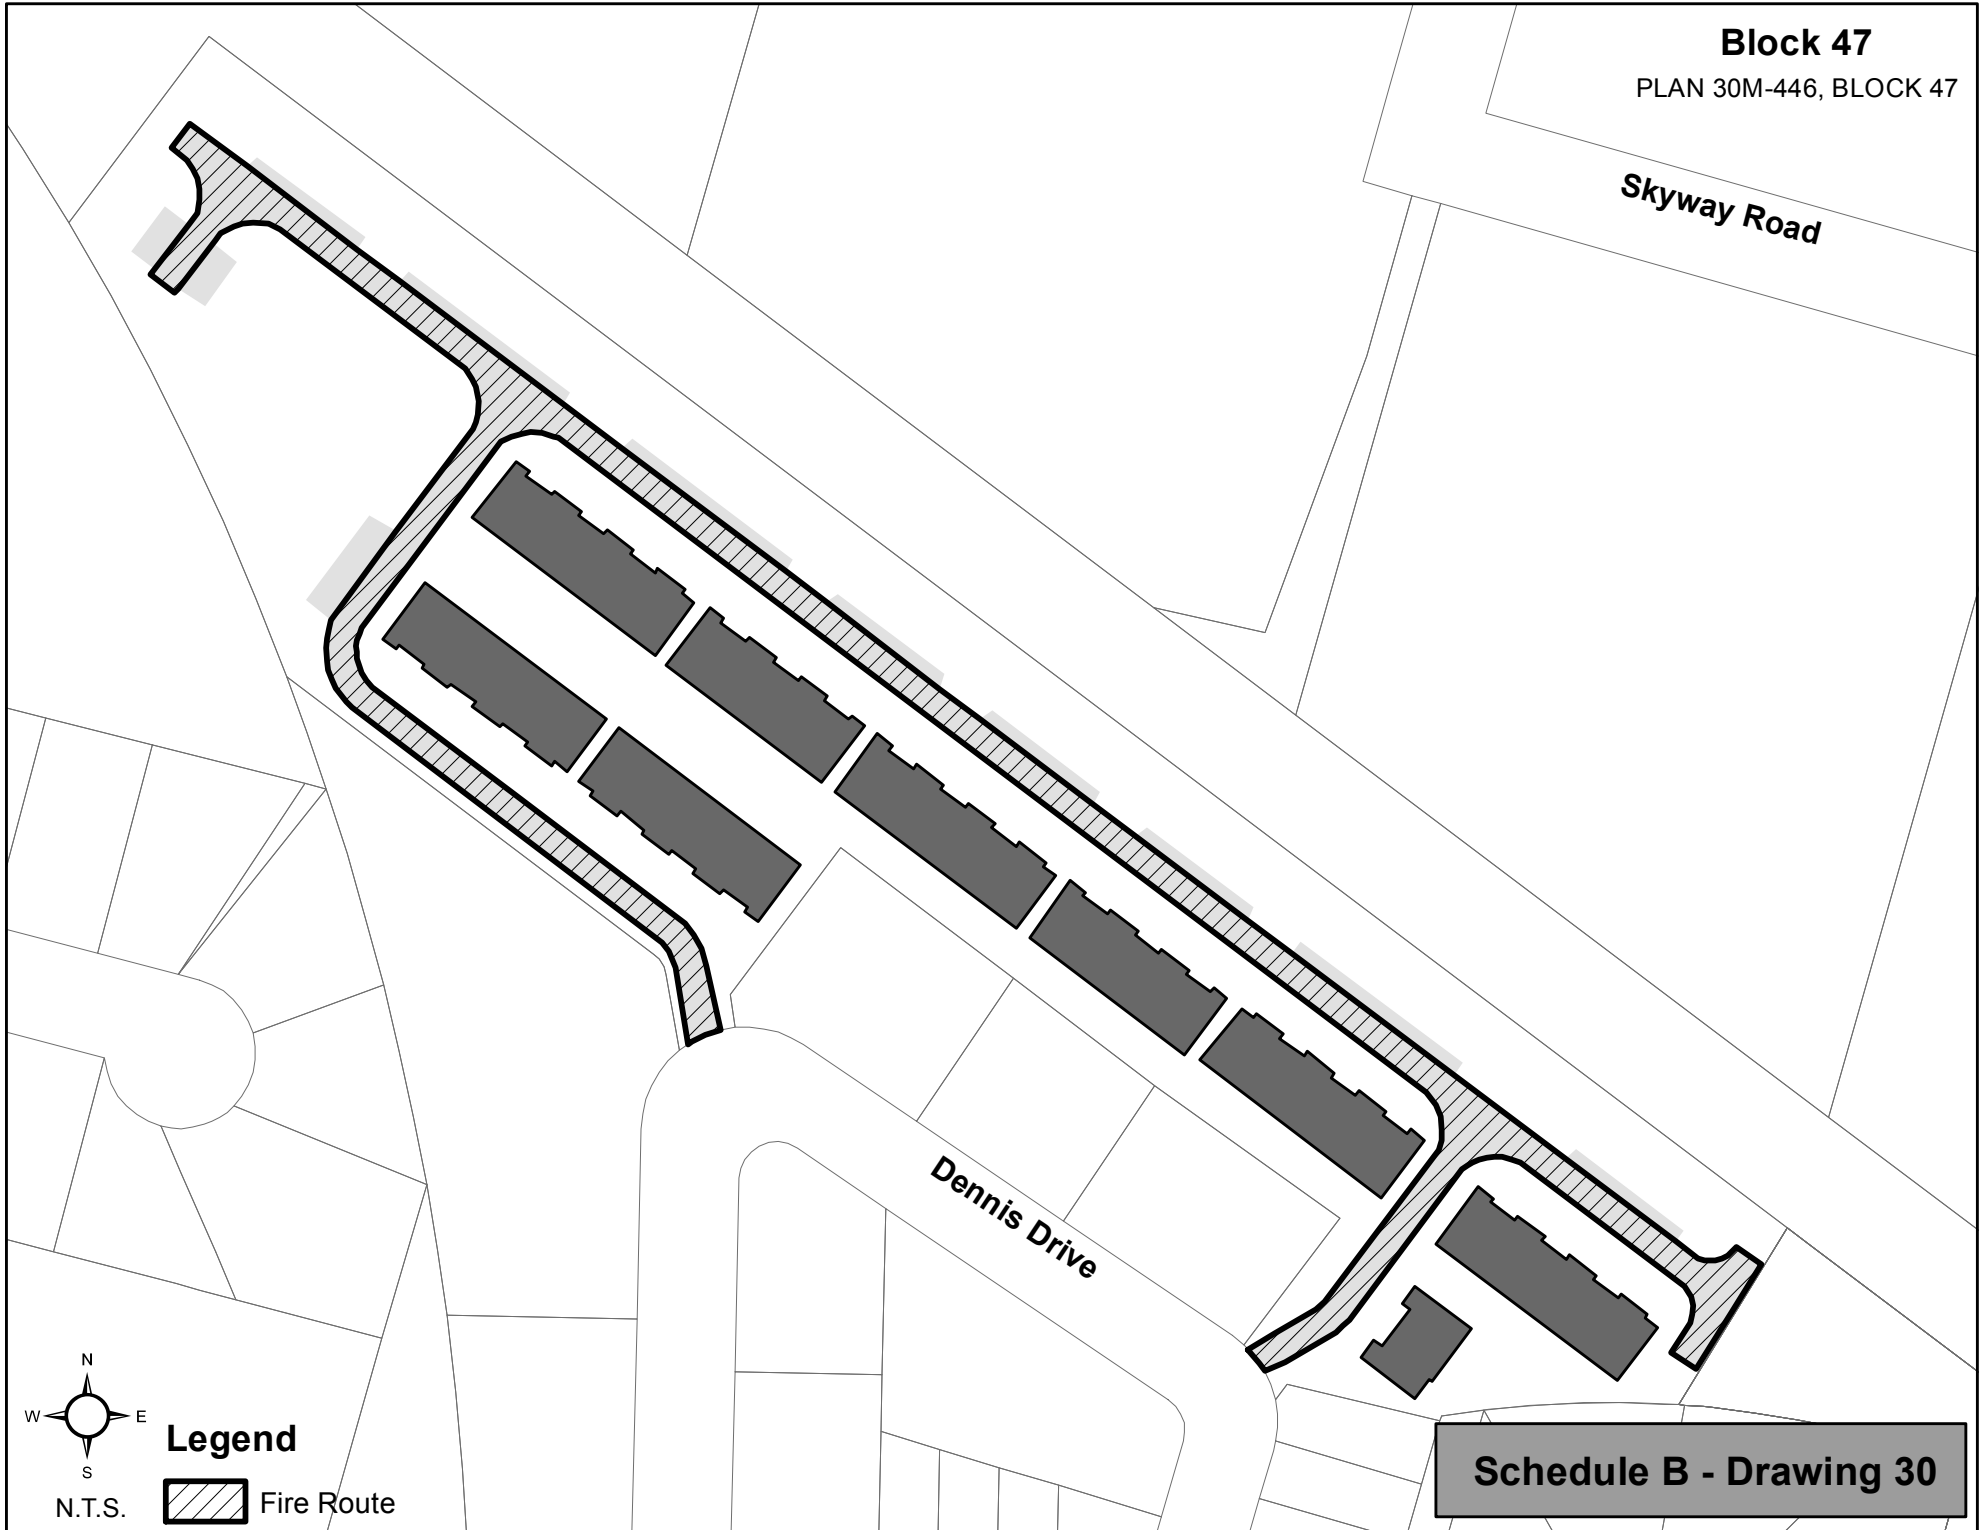 Block 47
PLAN 30M-446, BLOCK 47
Skyway Road
Dennis Drive
N
W E
S
N.T.S.
Legend
Fire Route
Schedule B - Drawing 30